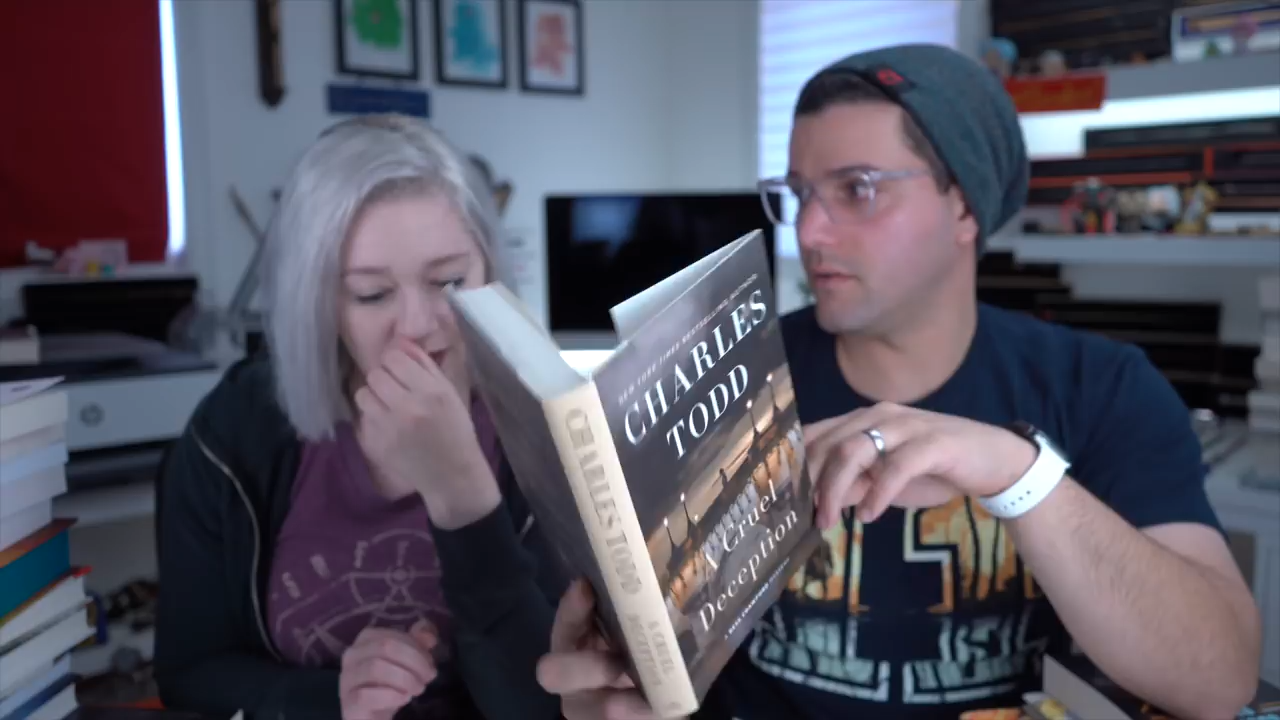 NEW YORK TIMES BESTSELLING AUTHOR
CHARLES
TODD
A Cruel
Deception
CHARLES TODD
A CRUEL
DECEPTION